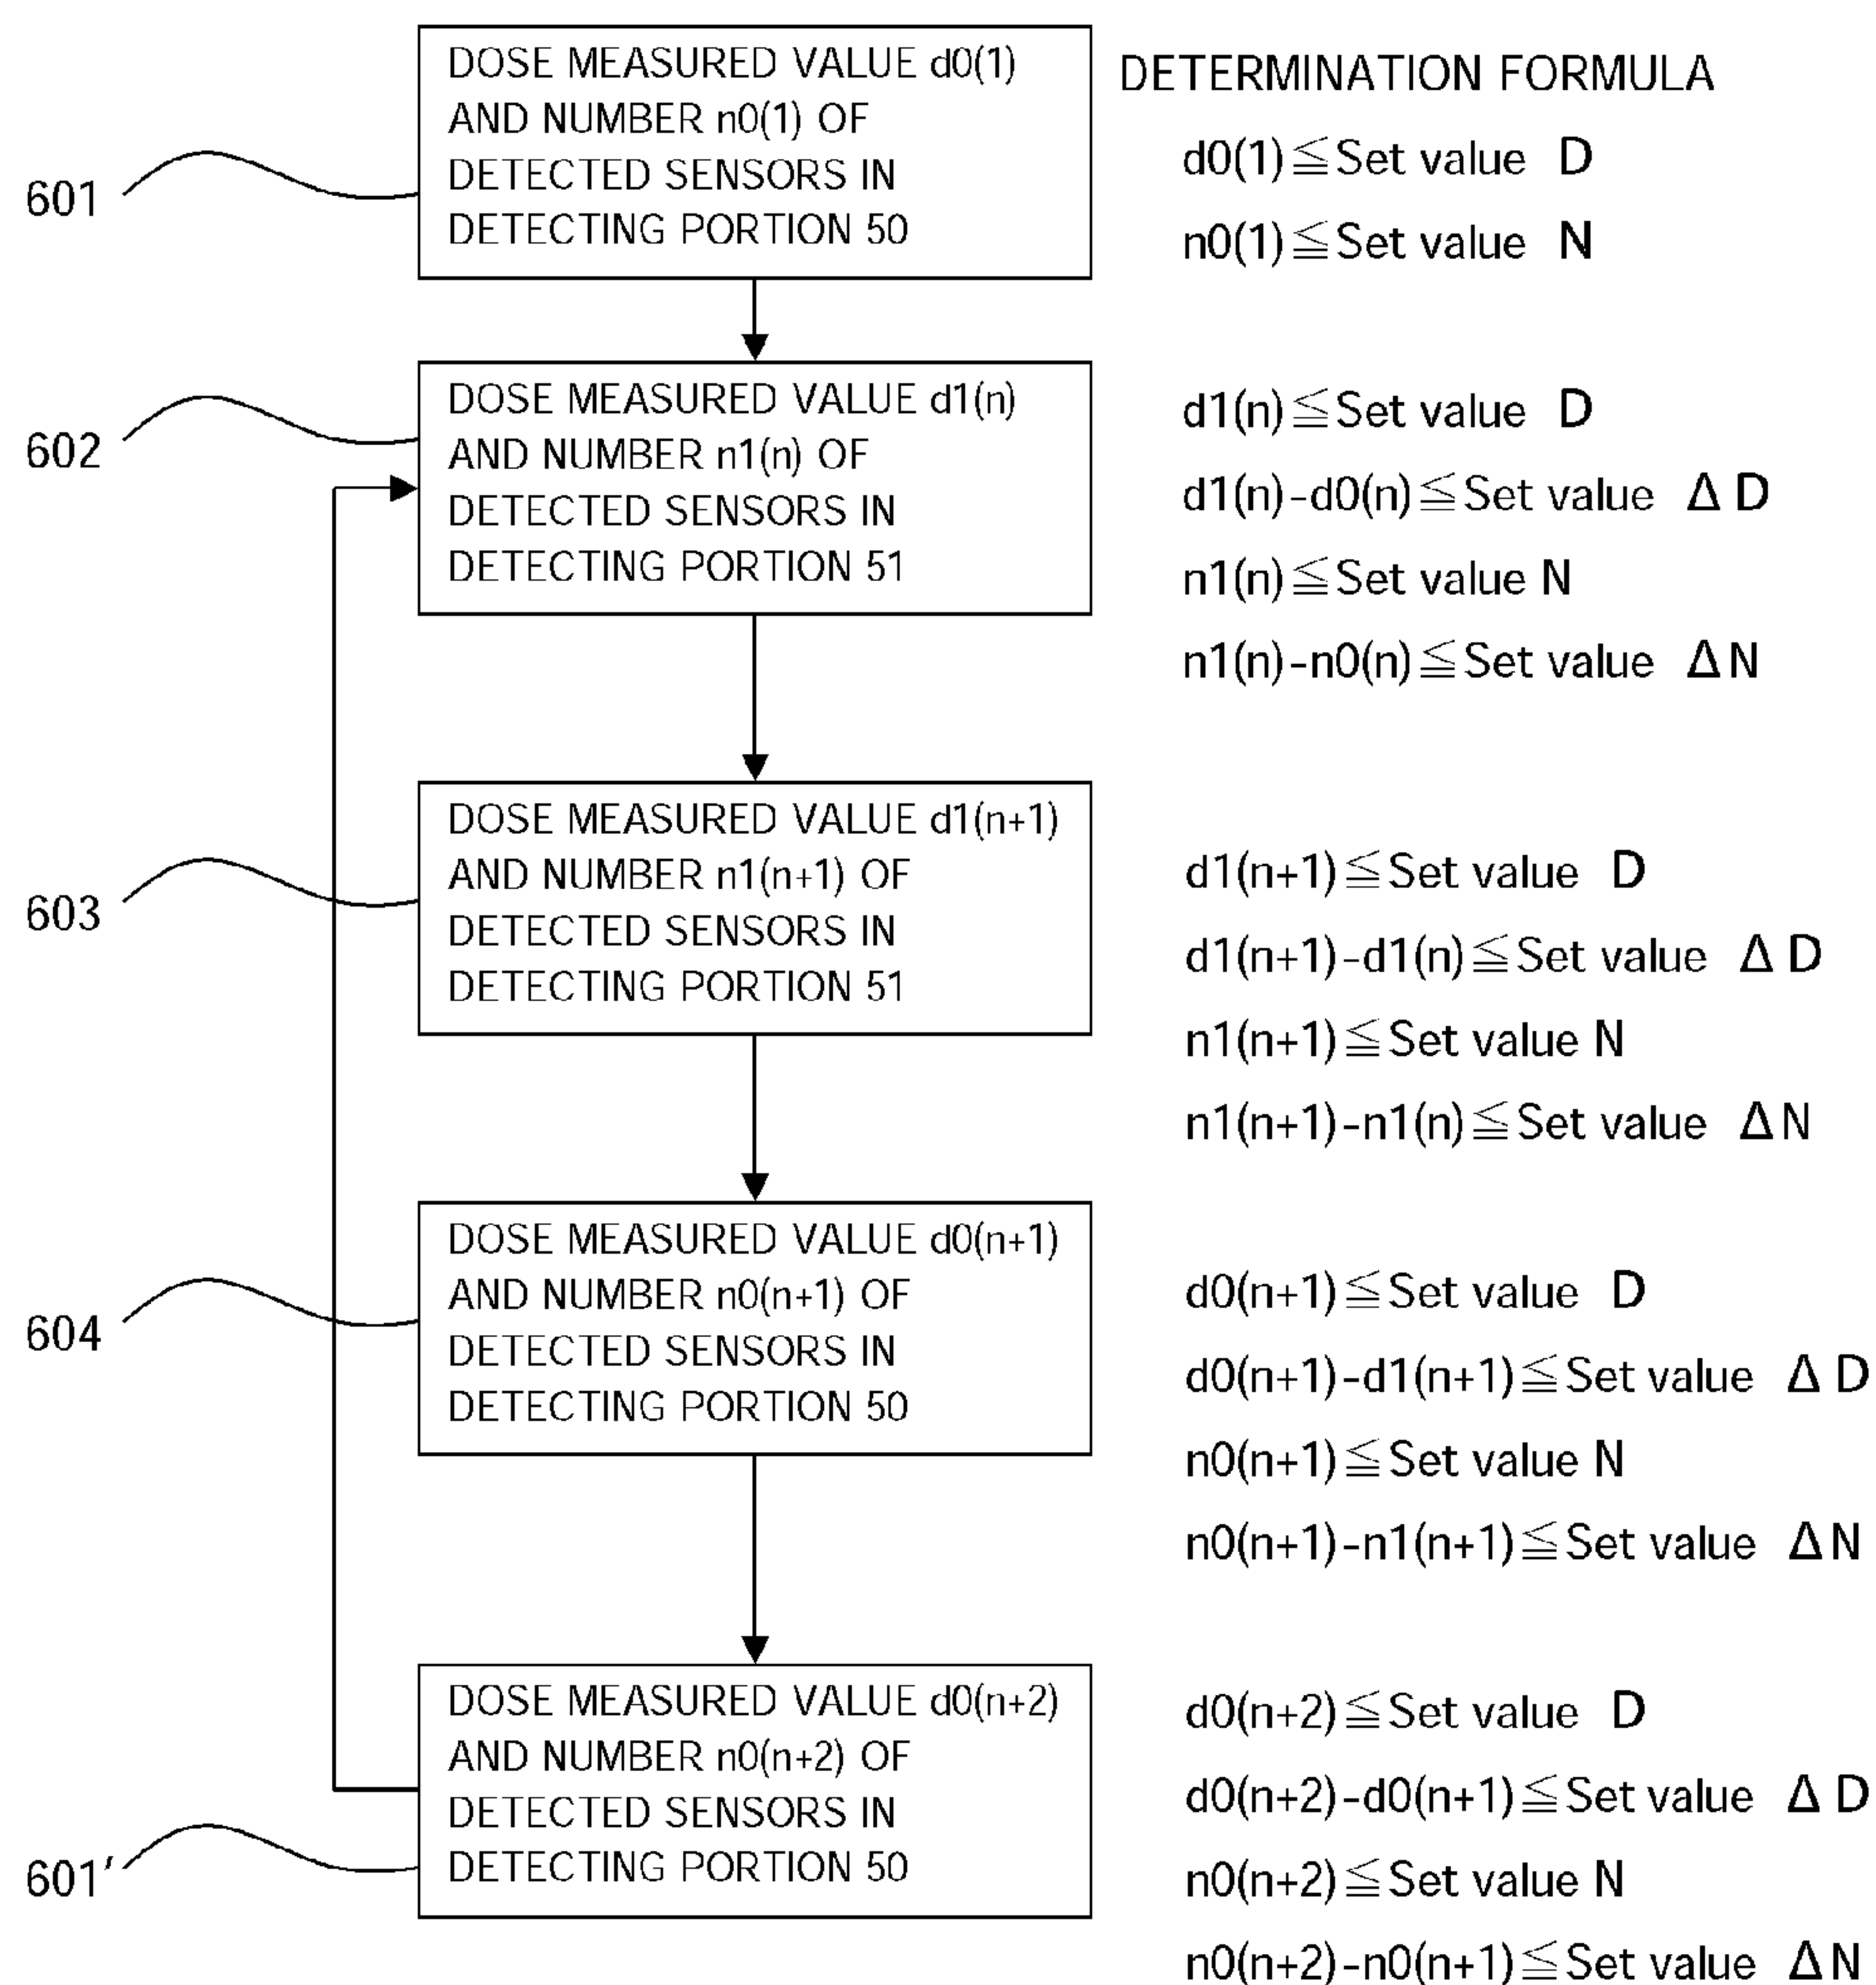 DOSE MEASURED VALUE d0(1)
AND NUMBER n0(1) OF
DETECTED SENSORS IN
DETECTING PORTION 50
601
DETERMINATION FORMULA
d0(1)≦Set value D
n0(1)≦Set value N
DOSE MEASURED VALUE d1(n)
AND NUMBER n1(n) OF
DETECTED SENSORS IN
DETECTING PORTION 51
602
d1(n)≦Set value D
d1(n)-d0(n)≦Set value Δ D
n1(n)≦Set value N
n1(n)-n0(n)≦Set value Δ N
DOSE MEASURED VALUE d1(n+1)
AND NUMBER n1(n+1) OF
DETECTED SENSORS IN
DETECTING PORTION 51
603
d1(n+1)≦Set value D
d1(n+1)-d1(n)≦Set value Δ D
n1(n+1)≦Set value N
n1(n+1)-n1(n)≦Set value Δ N
DOSE MEASURED VALUE d0(n+1)
AND NUMBER n0(n+1) OF
DETECTED SENSORS IN
DETECTING PORTION 50
604
d0(n+1)≦Set value D
d0(n+1)-d1(n+1)≦Set value Δ D
n0(n+1)≦Set value N
n0(n+1)-n1(n+1)≦Set value Δ N
DOSE MEASURED VALUE d0(n+2)
AND NUMBER n0(n+2) OF
DETECTED SENSORS IN
DETECTING PORTION 50
601′
d0(n+2)≦Set value D
d0(n+2)-d0(n+1)≦Set value Δ D
n0(n+2)≦Set value N
n0(n+2)-n0(n+1)≦Set value Δ N